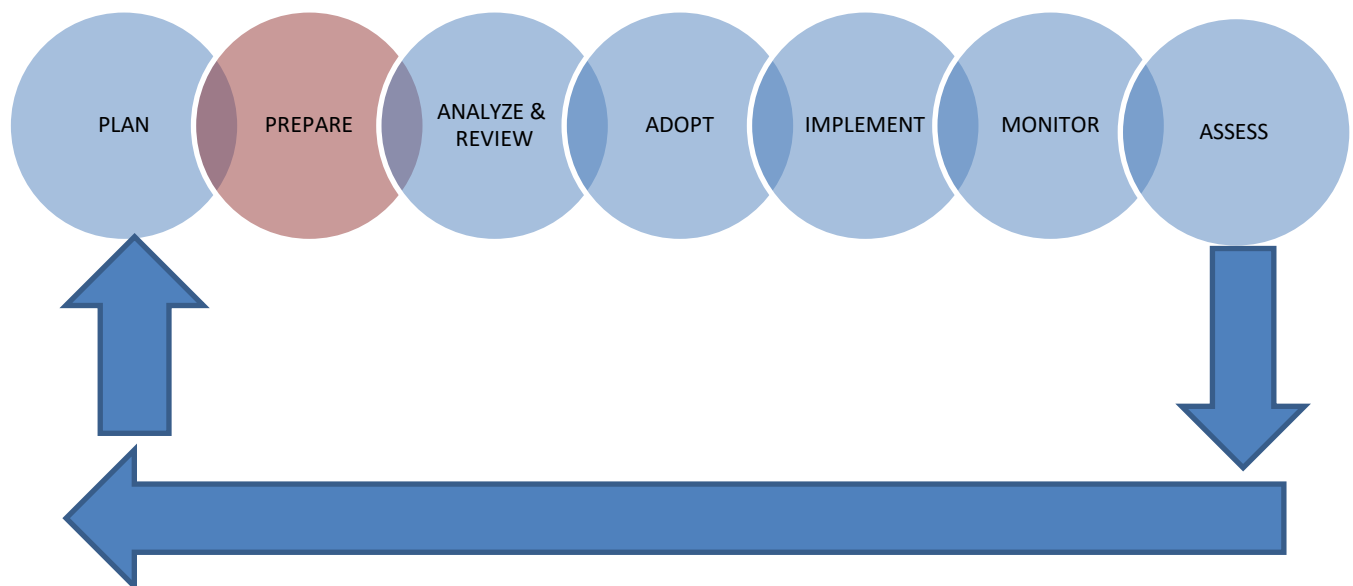 PLAN
PREPARE
ANALYZE &
REVIEW
ADOPT
IMPLEMENT
MONITOR
ASSESS